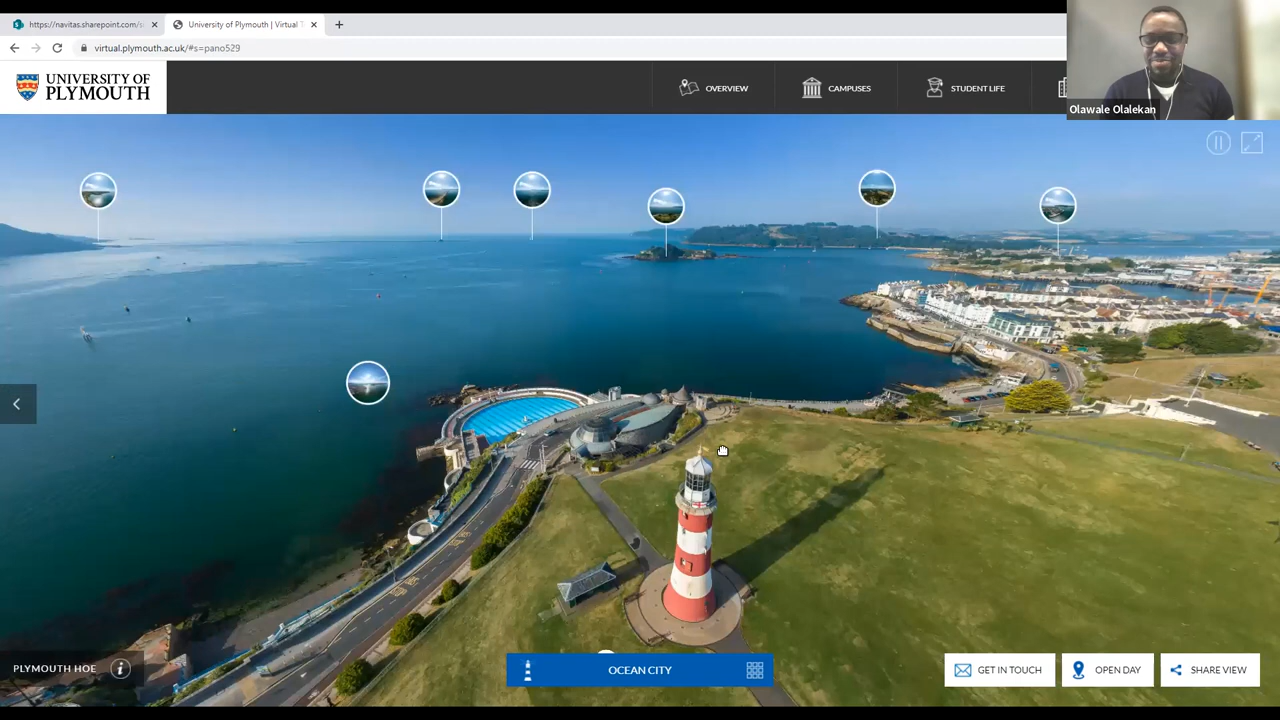 https://navitas.sharepoint.com/s
University of Plymouth | Virtual T
virtual.plymouth.ac.uk/#s=pano529
UNIVERSITY OF
PLYMOUTH
OVERVIEW
CAMPUSES
STUDENT LIFE
Olawale Olalekan
PLYMOUTH HOE
OCEAN CITY
GET IN TOUCH
OPEN DAY
SHARE VIEW